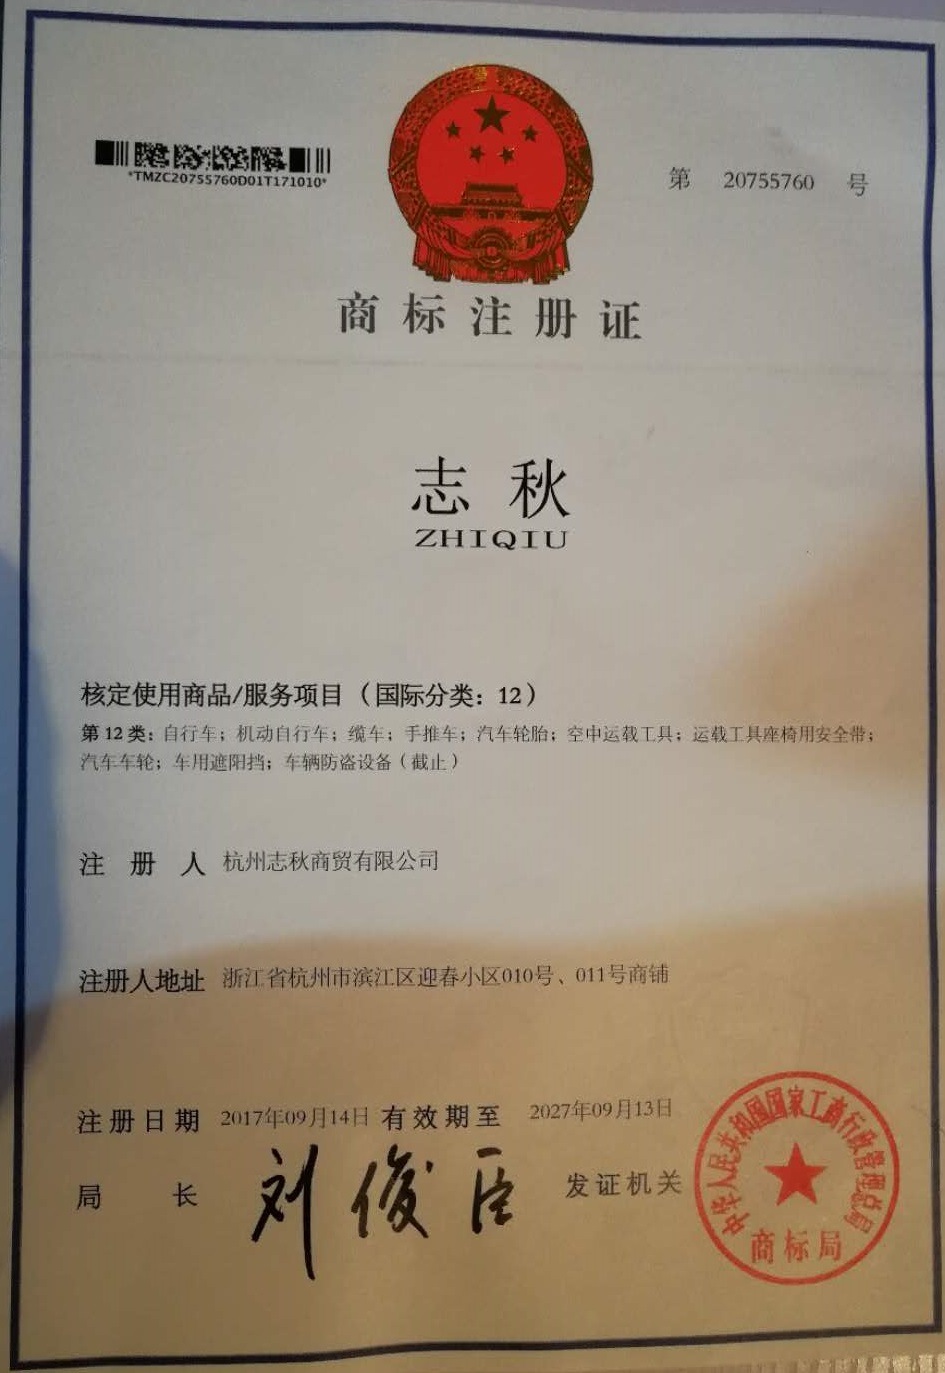 *TMZC20755760D01T171010*
第 20755760 号
商标注册证
志秋
ZHIQIU
核定使用商品/服务项目（国际分类：12）
第12类：自行车；机动自行车；缆车；手推车；汽车轮胎；空中运载工具；运载工具座椅用安全带；
汽车车轮；车用遮阳挡；车辆防盗设备（截止）
注册人 杭州志秋商贸有限公司
注册人地址 浙江省杭州市滨江区迎春小区010号、011号商铺
注册日期 2017年09月14日 有效期至 2027年09月13日
局长 刘俊臣 发证机关
中华人民共和国国家工商行政管理总局
商标局